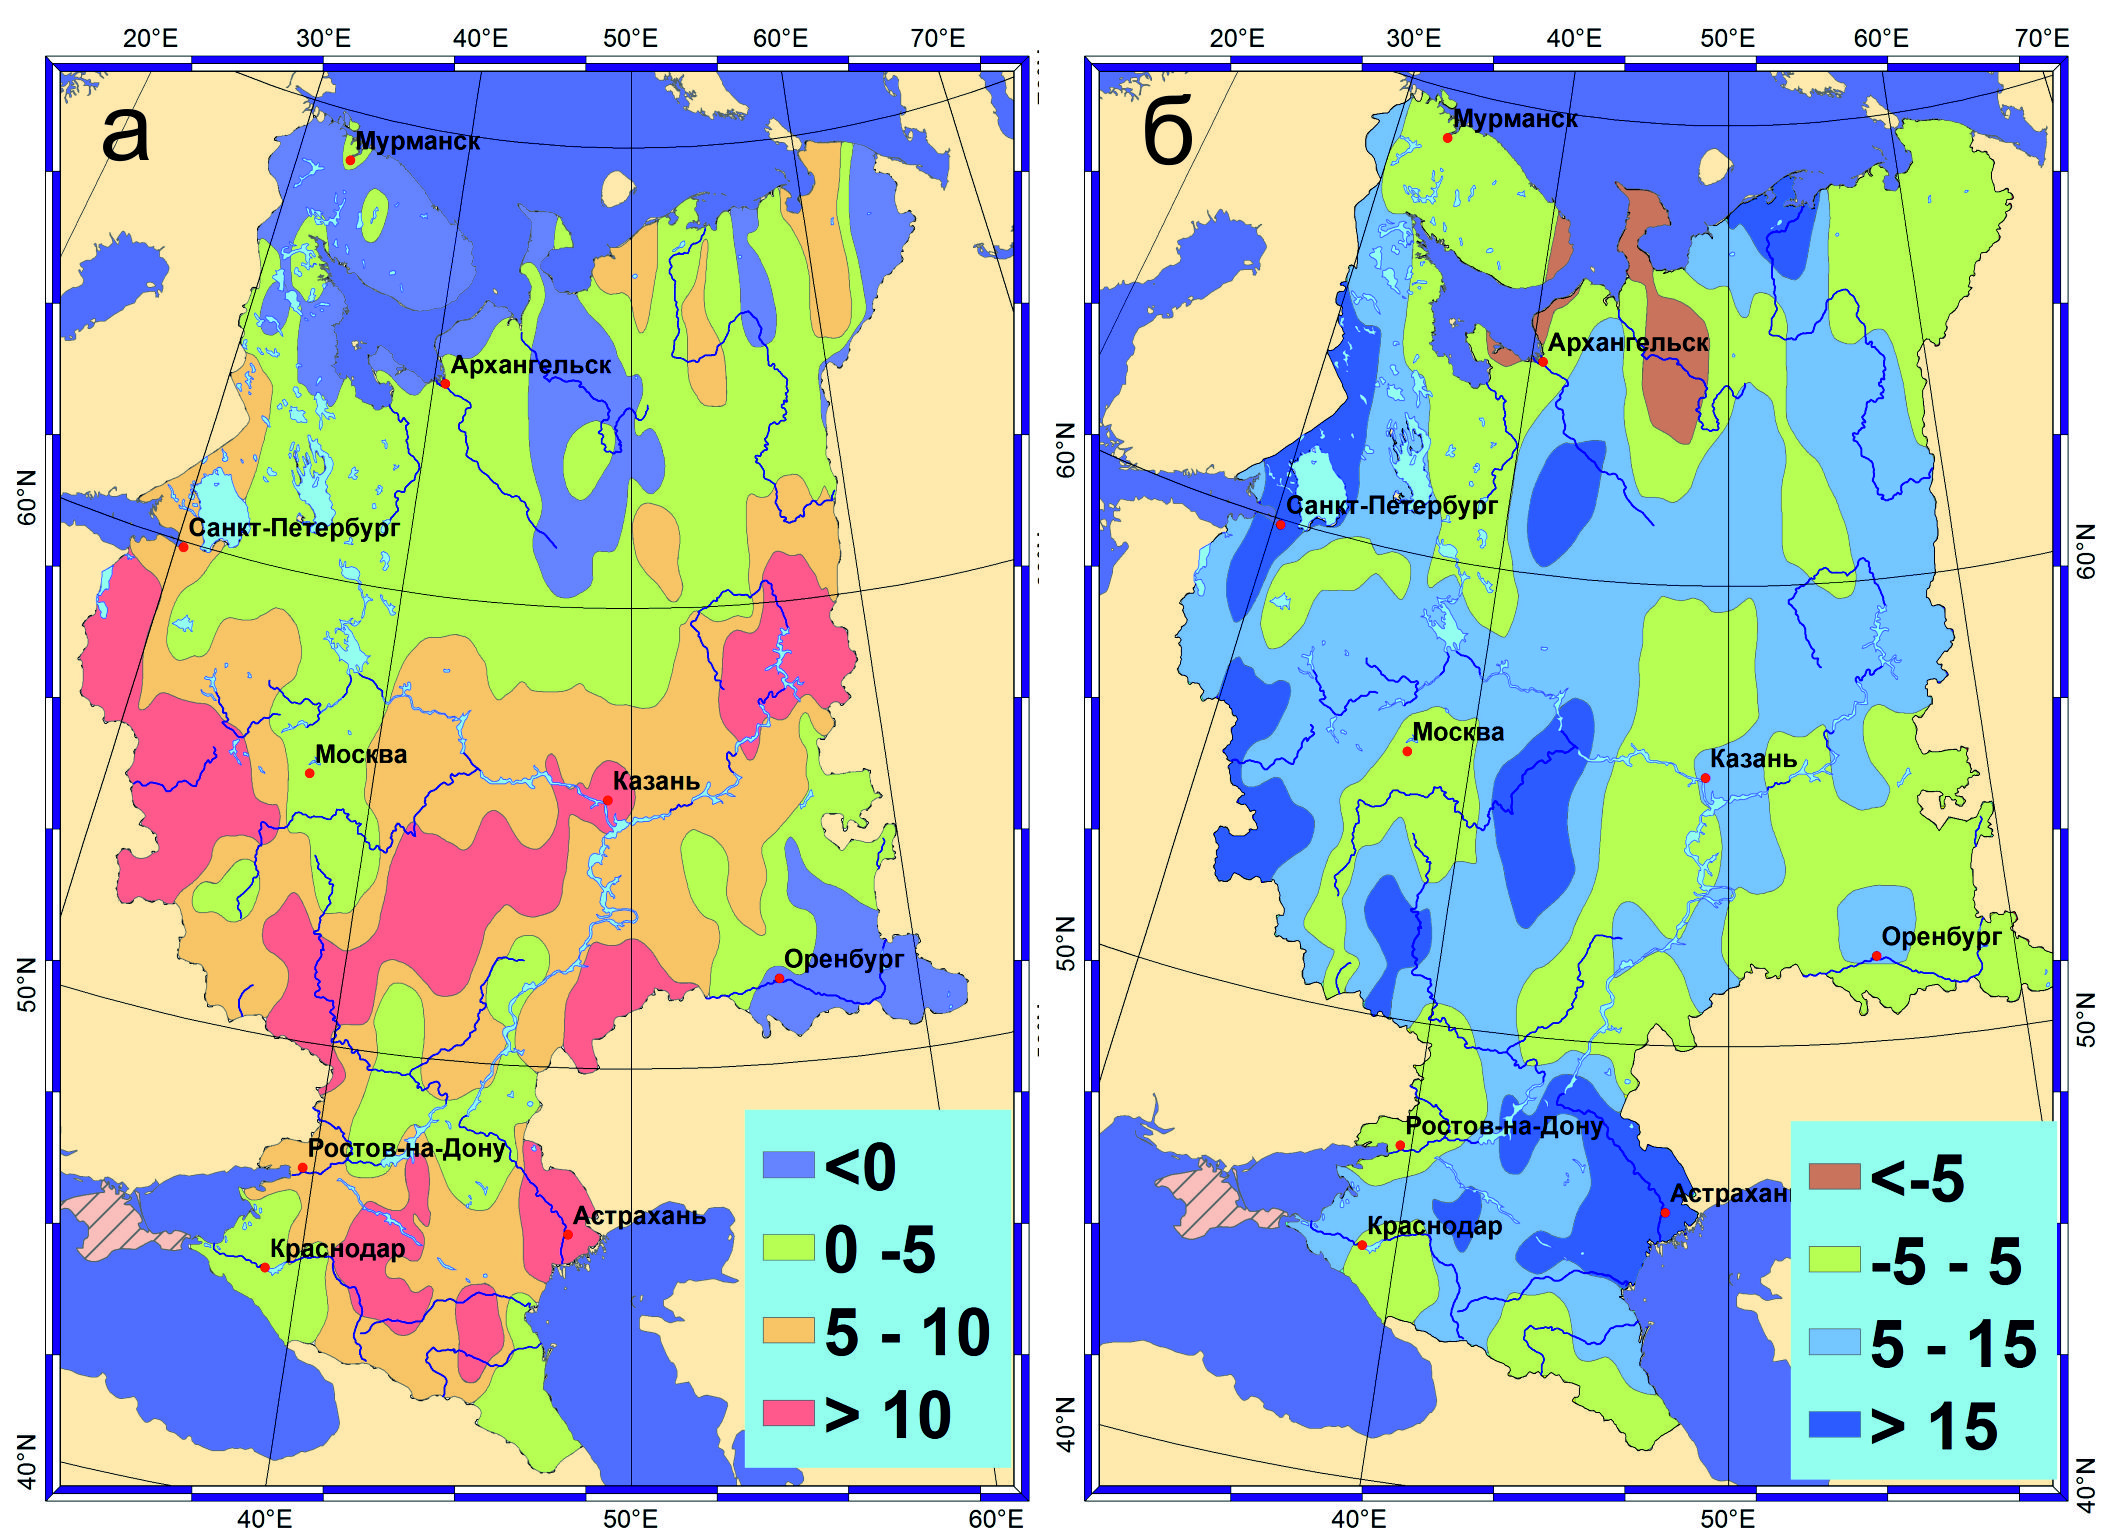 20°E 30°E 40°E 50°E 60°E 70°E
20°E 30°E 40°E 50°E 60°E 70°E
а
Мурманск
Архангельск
60°N
Санкт-Петербург
Москва
Казань
50°N
Оренбург
Ростов-на-Дону
Астрахань
Краснодар
40°N
<0
0 -5
5 - 10
> 10
40°E 50°E 60°E
б
Мурманск
Архангельск
60°N
Санкт-Петербург
60°N
Москва
Казань
50°N
Оренбург
50°N
Ростов-на-Дону
Астрахан
Краснодар
40°N
40°N
<-5
-5 - 5
5 - 15
> 15
40°E 50°E